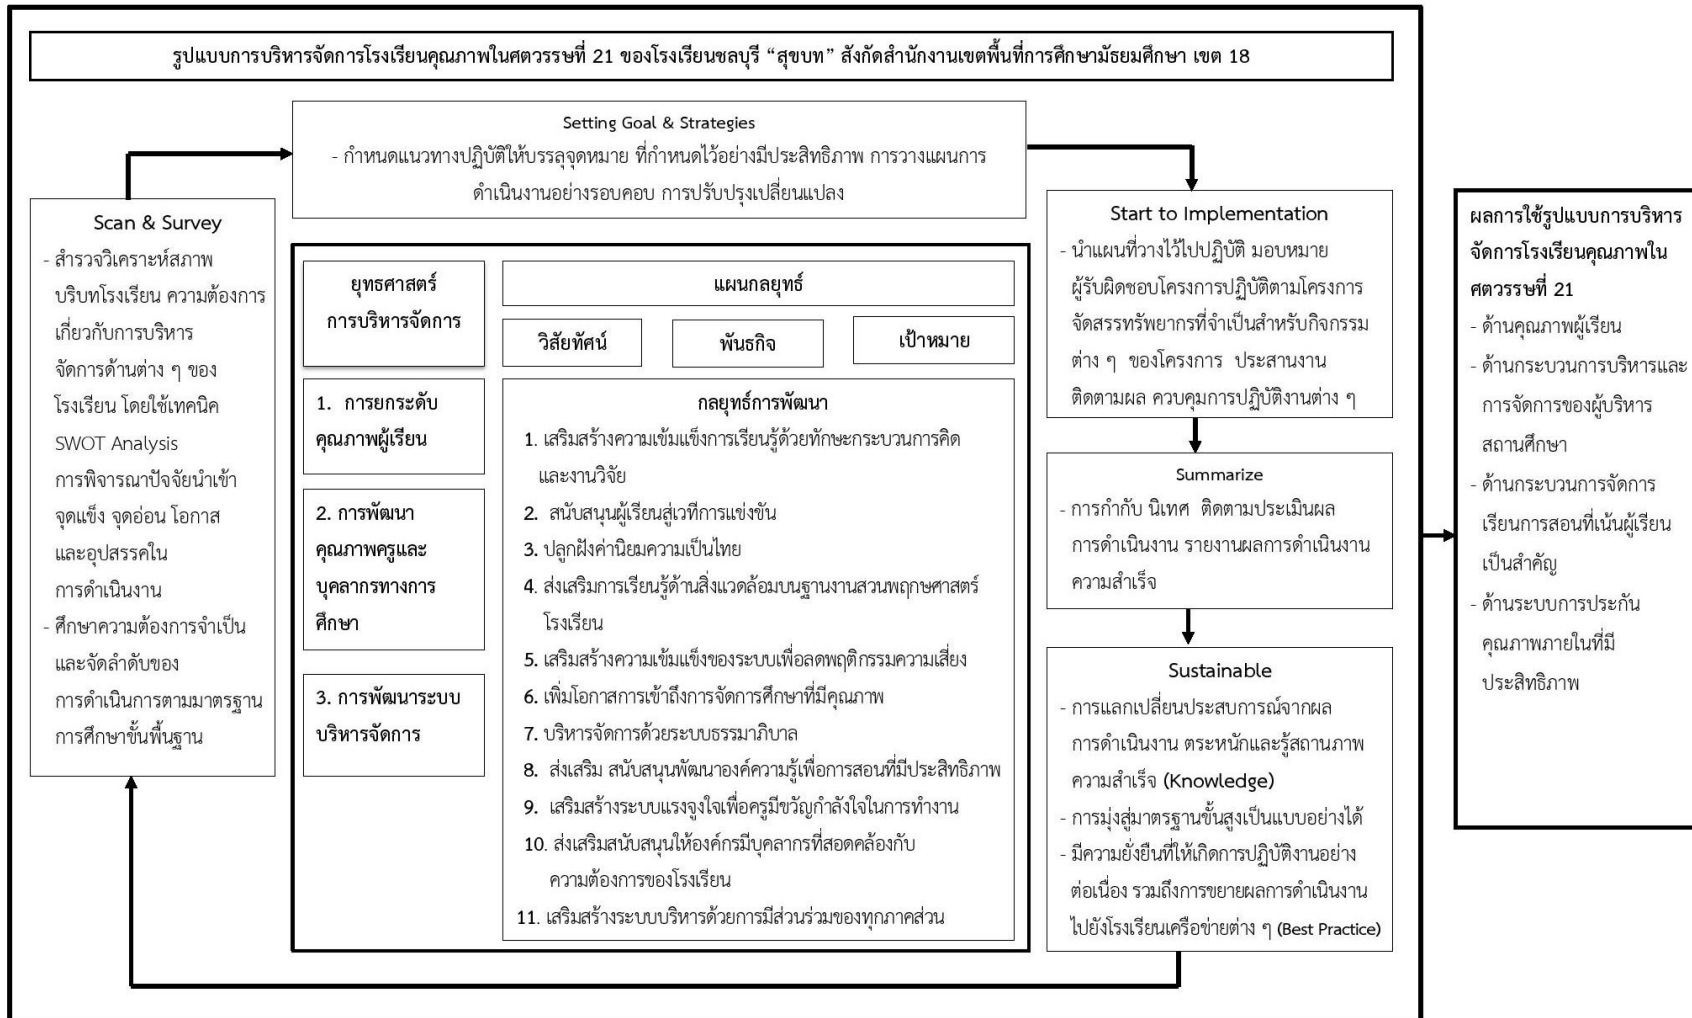 รูปแบบการบริหารจัดการโรงเรียนคุณภาพในศตวรรษที่ 21 ของโรงเรียนชลบุรี “สุขบท” สังกัดสำนักงานเขตพื้นที่การศึกษามัธยมศึกษา เขต 18
Setting Goal & Strategies
- กำหนดแนวทางปฏิบัติให้บรรลุจุดหมาย ที่กำหนดไว้อย่างมีประสิทธิภาพ การวางแผนการ
ดำเนินงานอย่างรอบคอบ การปรับปรุงเปลี่ยนแปลง
Scan & Survey
- สำรวจวิเคราะห์สภาพ
บริบทโรงเรียน ความต้องการ
เกี่ยวกับการบริหาร
จัดการด้านต่าง ๆ ของ
โรงเรียน โดยใช้เทคนิค
SWOT Analysis
การพิจารณาปัจจัยนำเข้า
จุดแข็ง จุดอ่อน โอกาส
และอุปสรรคใน
การดำเนินงาน
- ศึกษาความต้องการจำเป็น
และจัดลำดับของ
การดำเนินการตามมาตรฐาน
การศึกษาขั้นพื้นฐาน
ยุทธศาสตร์
การบริหารจัดการ
แผนกลยุทธ์
วิสัยทัศน์
พันธกิจ
เป้าหมาย
1. การยกระดับ
คุณภาพผู้เรียน
2. การพัฒนา
คุณภาพครูและ
บุคลากรทางการ
ศึกษา
3. การพัฒนาระบบ
บริหารจัดการ
กลยุทธ์การพัฒนา
1. เสริมสร้างความเข้มแข็งการเรียนรู้ด้วยทักษะกระบวนการคิด
และงานวิจัย
2. สนับสนุนผู้เรียนสู่เวทีการแข่งขัน
3. ปลูกฝังค่านิยมความเป็นไทย
4. ส่งเสริมการเรียนรู้ด้านสิ่งแวดล้อมบนฐานงานสวนพฤกษศาสตร์
โรงเรียน
5. เสริมสร้างความเข้มแข็งของระบบเพื่อลดพฤติกรรมความเสี่ยง
6. เพิ่มโอกาสการเข้าถึงการจัดการศึกษาที่มีคุณภาพ
7. บริหารจัดการด้วยระบบธรรมาภิบาล
8. ส่งเสริม สนับสนุนพัฒนาองค์ความรู้เพื่อการสอนที่มีประสิทธิภาพ
9. เสริมสร้างระบบแรงจูงใจเพื่อครูมีขวัญกำลังใจในการทำงาน
10. ส่งเสริมสนับสนุนให้องค์กรมีบุคลากรที่สอดคล้องกับ
ความต้องการของโรงเรียน
11. เสริมสร้างระบบบริหารด้วยการมีส่วนร่วมของทุกภาคส่วน
Start to Implementation
- นำแผนที่วางไว้ไปปฏิบัติ มอบหมาย
ผู้รับผิดชอบโครงการปฏิบัติตามโครงการ
จัดสรรทรัพยากรที่จำเป็นสำหรับกิจกรรม
ต่าง ๆ ของโครงการ ประสานงาน
ติดตามผล ควบคุมการปฏิบัติงานต่าง ๆ
Summarize
- การกำกับ นิเทศ ติดตามประเมินผล
การดำเนินงาน รายงานผลการดำเนินงาน
ความสำเร็จ
Sustainable
- การแลกเปลี่ยนประสบการณ์จากผล
การดำเนินงาน ตระหนักและรู้สถานภาพ
ความสำเร็จ (Knowledge)
- การมุ่งสู่มาตรฐานขั้นสูงเป็นแบบอย่างได้
- มีความยั่งยืนที่ให้เกิดการปฏิบัติงานอย่าง
ต่อเนื่อง รวมถึงการขยายผลการดำเนินงาน
ไปยังโรงเรียนเครือข่ายต่าง ๆ (Best Practice)
ผลการใช้รูปแบบการบริหาร
จัดการโรงเรียนคุณภาพใน
ศตวรรษที่ 21
- ด้านคุณภาพผู้เรียน
- ด้านกระบวนการบริหารและ
การจัดการของผู้บริหาร
สถานศึกษา
- ด้านกระบวนการจัดการ
เรียนการสอนที่เน้นผู้เรียน
เป็นสำคัญ
- ด้านระบบการประกัน
คุณภาพภายในที่มี
ประสิทธิภาพ